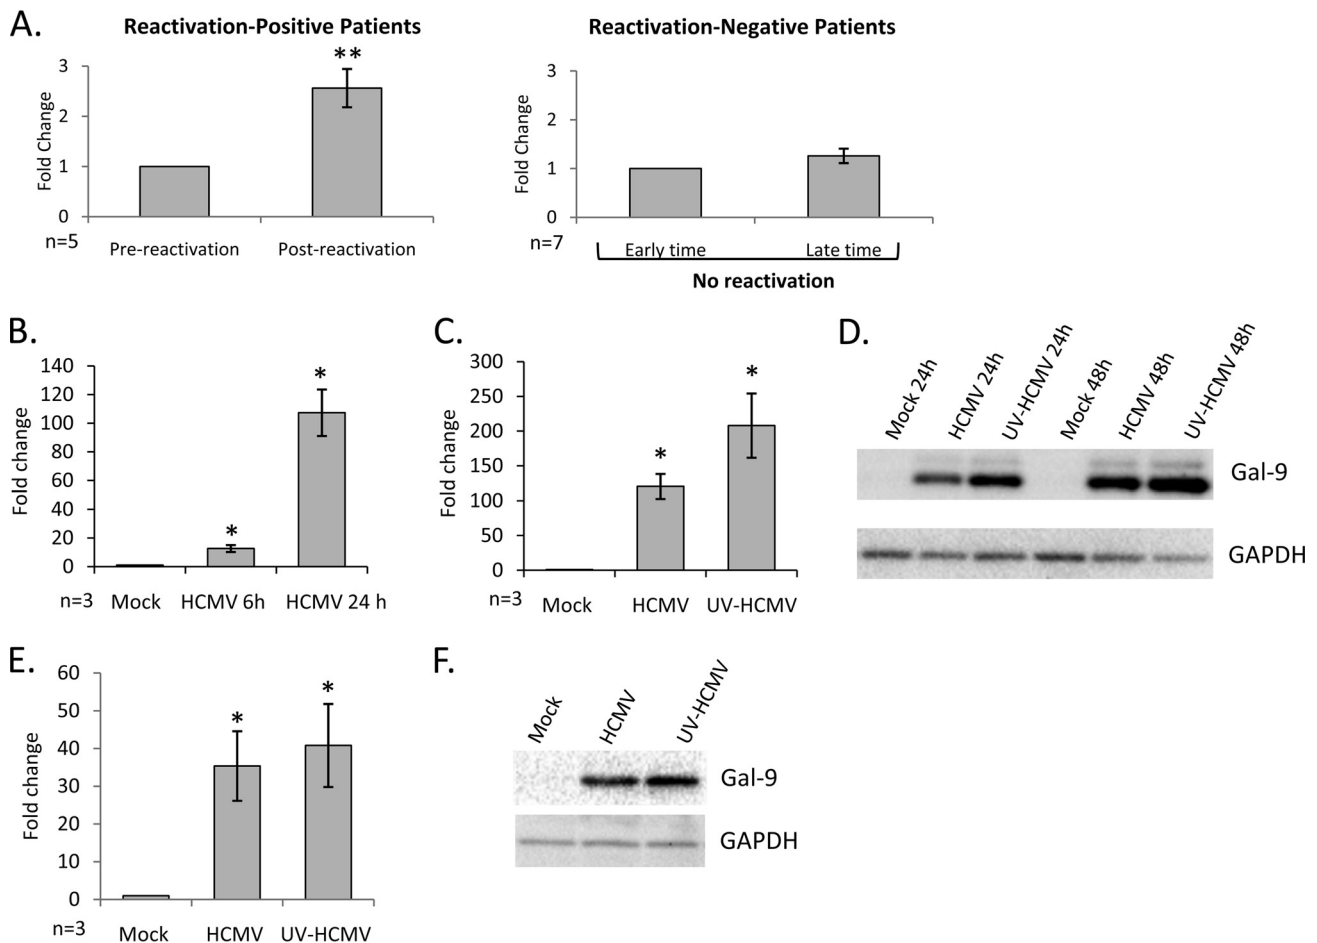 A.
Reactivation-Positive Patients
**
Fold Change
3
2
1
0
n=5
Pre-reactivation Post-reactivation
Reactivation-Negative Patients
Fold Change
3
2
1
0
n=7
Early time Late time
No reactivation
B.
Fold change
140
120
100
80
60
40
20
0
*
*
n=3 Mock HCMV 6h HCMV 24 h
C.
Fold change
300
250
200
150
100
50
0
*
*
n=3 Mock HCMV UV-HCMV
D.
Mock 24h
HCMV 24h
UV-HCMV 24h
Mock 48h
HCMV 48h
UV-HCMV 48h
Gal-9
GAPDH
E.
Fold change
60
50
40
30
20
10
0
*
*
n=3 Mock HCMV UV-HCMV
F.
Mock
HCMV
UV-HCMV
Gal-9
GAPDH